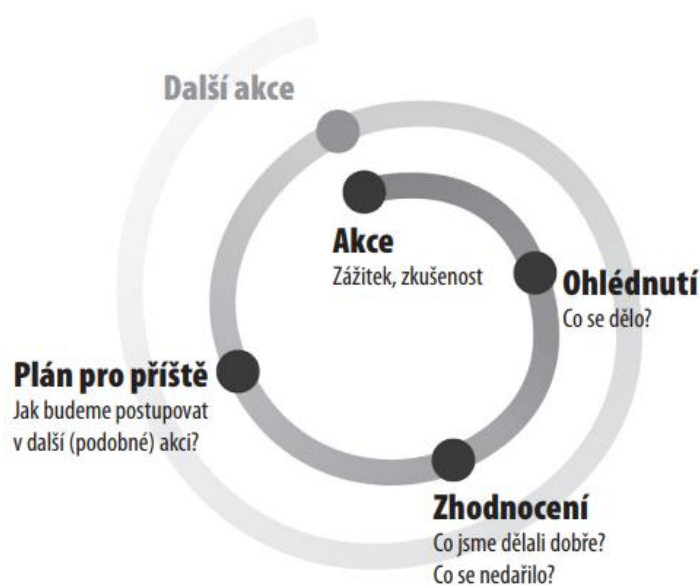 Další akce
Akce
Zážitek, zkušenost
Ohlédnutí
Co se dělo?
Plán pro příště
Jak budeme postupovat
v další (podobné) akci?
Zhodnocení
Co jsme dělali dobře?
Co se nedařilo?